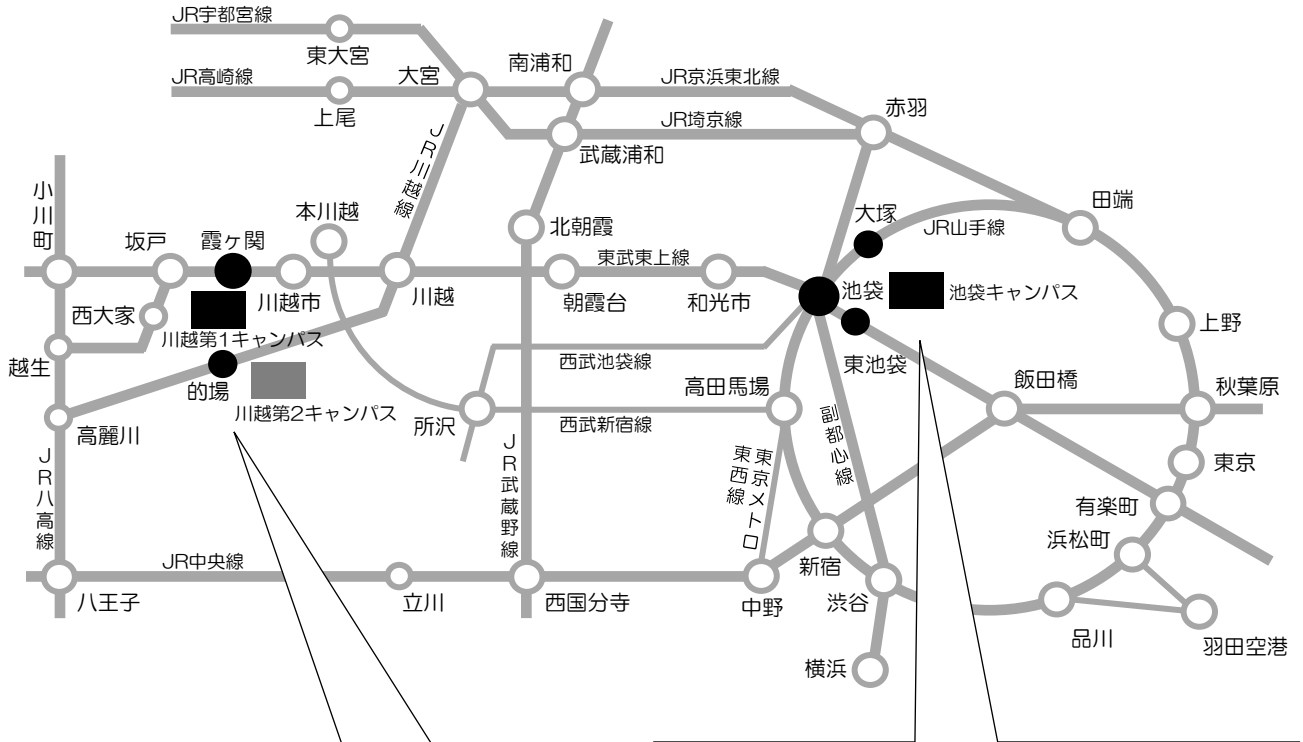 JR宇都宮線
東大宮
JR高崎線
上尾
大宮
南浦和
JR京浜東北線
赤羽
JR埼京線
武蔵浦和
JR川越線
小川町
坂戸
霞ヶ関
本川越
北朝霞
大塚
田端
JR山手線
東武東上線
川越市
川越
朝霞台
和光市
池袋
池袋キャンパス
西大家
川越第1キャンパス
上野
越生
的場
西武池袋線
東池袋
飯田橋
秋葉原
高田馬場
川越第2キャンパス
高麗川
所沢
西武新宿線
副都心線
東京
JR八高線
JR武蔵野線
東京メトロ
東西線
有楽町
浜松町
JR中央線
新宿
八王子
立川
西国分寺
中野
渋谷
品川
羽田空港
横浜